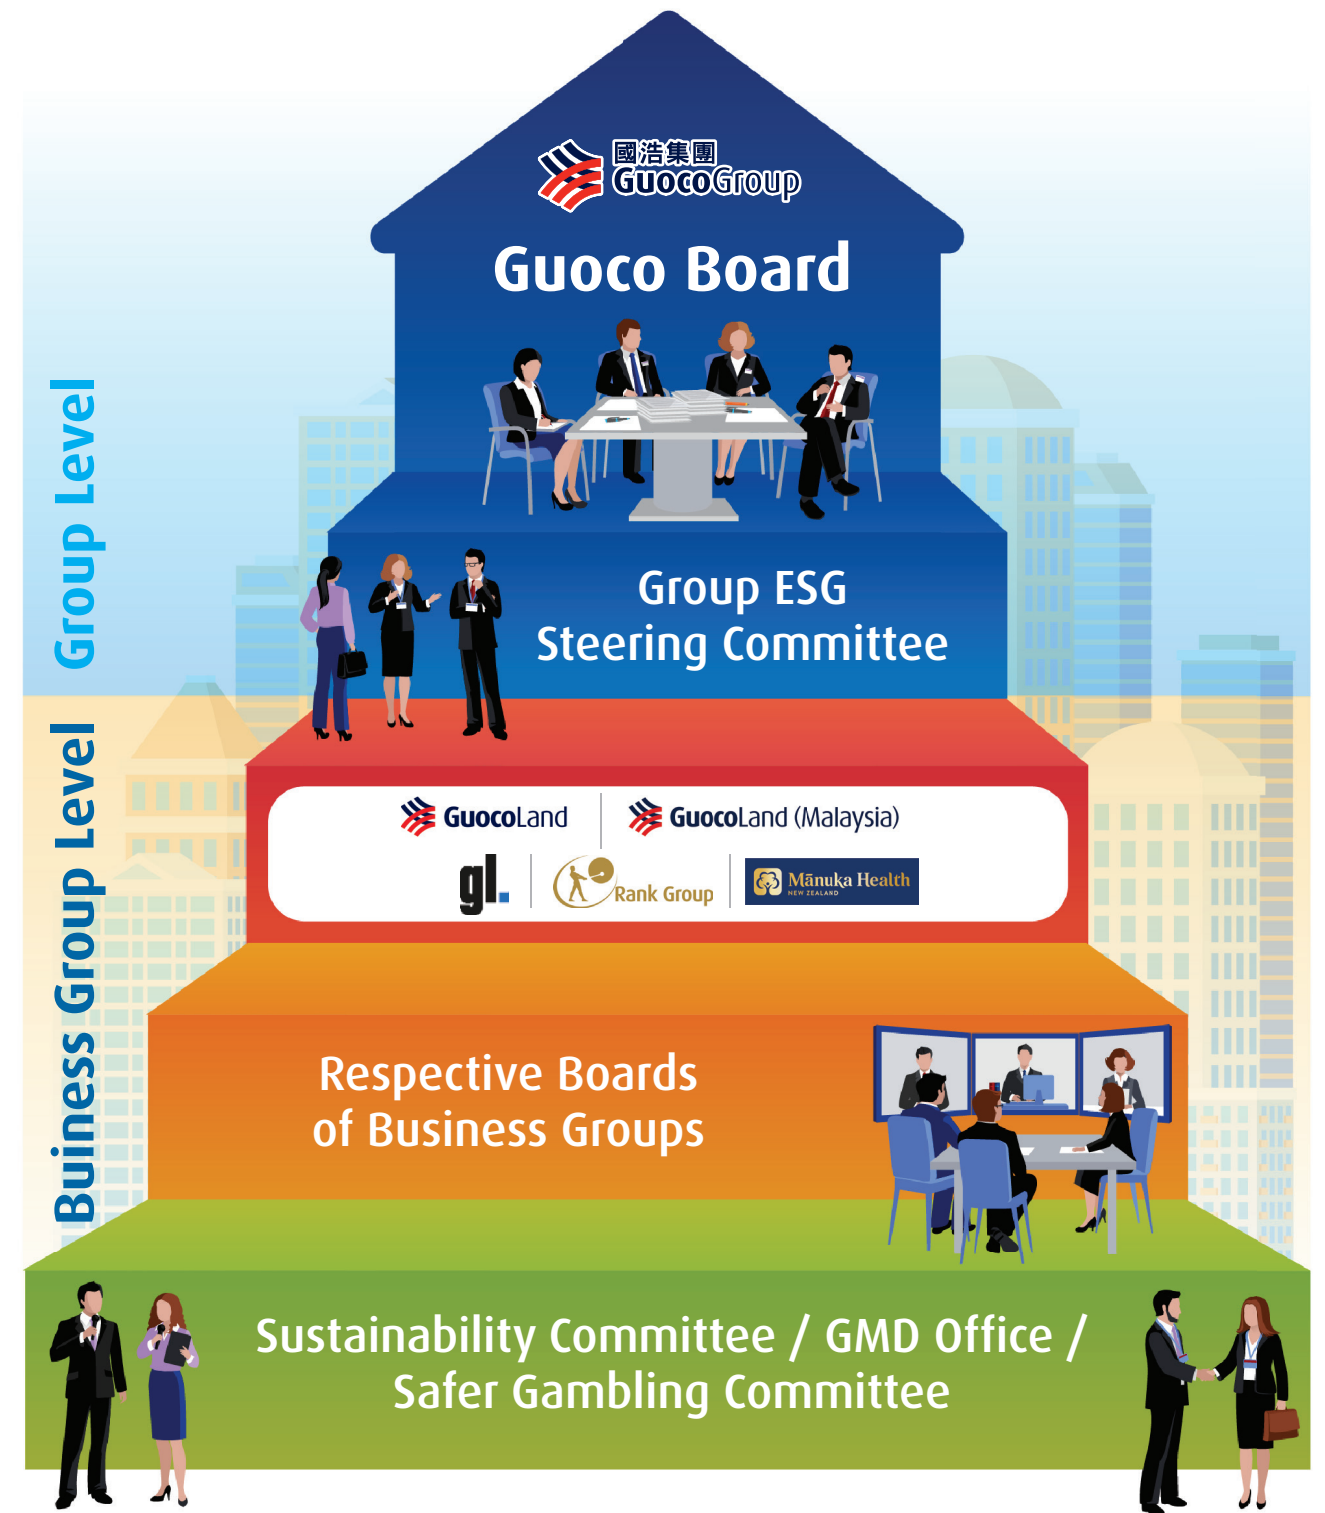 國浩集團
GuocoGroup
Guoco Board
Group Level
Group ESG
Steering Committee
Buiness Group Level
GuocoLand
GuocoLand (Malaysia)
gl.
Rank Group
Mānuka Health
NEW ZEALAND
Respective Boards
of Business Groups
Sustainability Committee / GMD Office /
Safer Gambling Committee